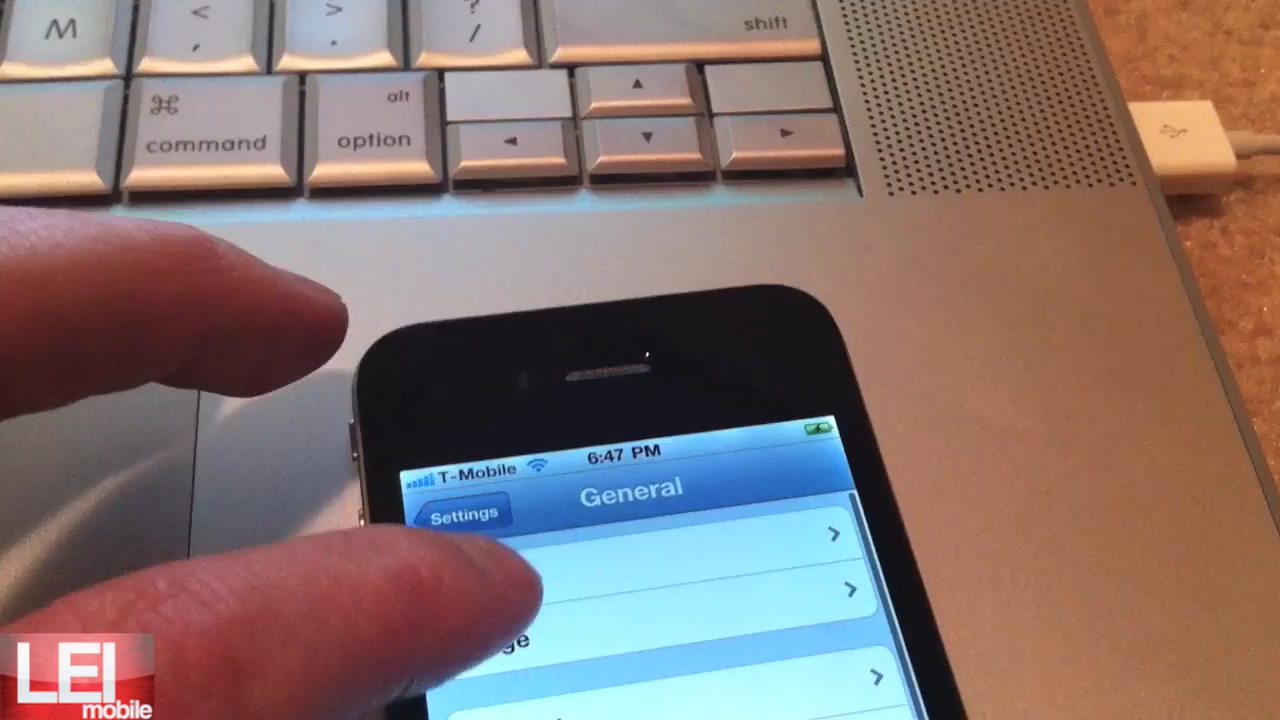 M
<
,
>
.
?
/
shift
⌘
command
alt
option
T-Mobile 6:47 PM
Settings
General
ge
LEI
mobile